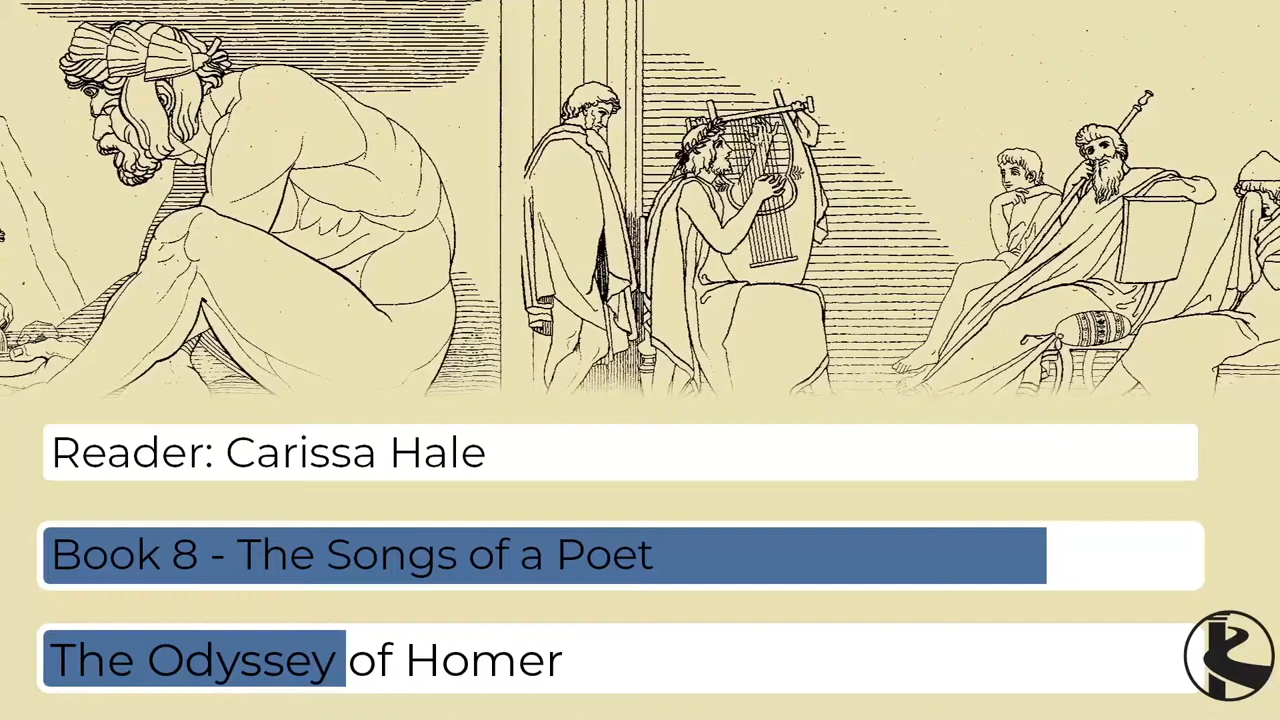 Reader: Carissa Hale
Book 8 - The Songs of a Poet
The Odyssey of Homer